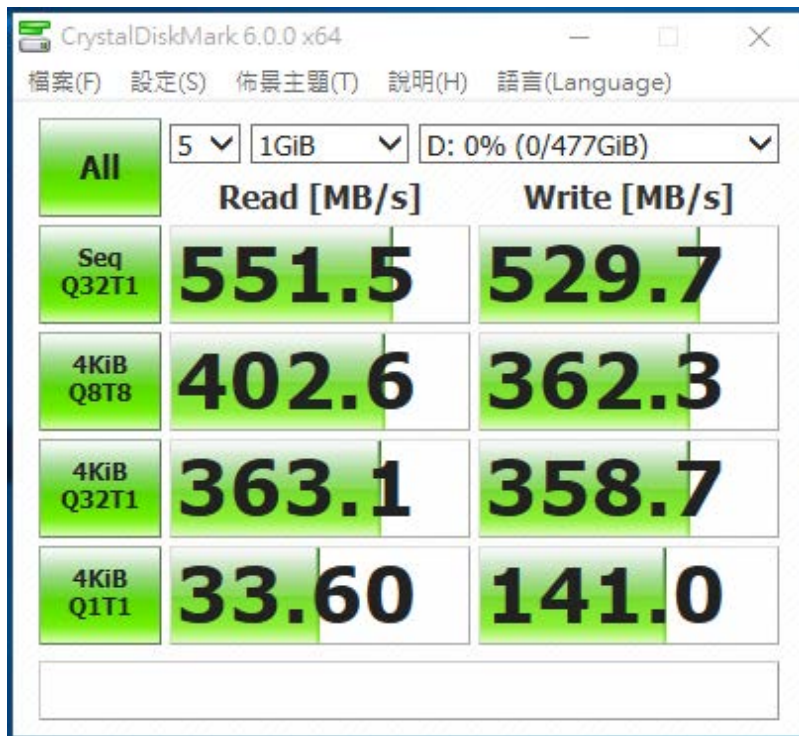 CrystalDiskMark 6.0.0 x64
檔案(F) 設定(S) 佈景主題(T) 說明(H) 語言(Language)
All 5 1GiB D: 0% (0/477GiB)
Read [MB/s] Write [MB/s]
Seq
Q32T1 551.5 529.7
4KiB
Q8T8 402.6 362.3
4KiB
Q32T1 363.1 358.7
4KiB
Q1T1 33.60 141.0